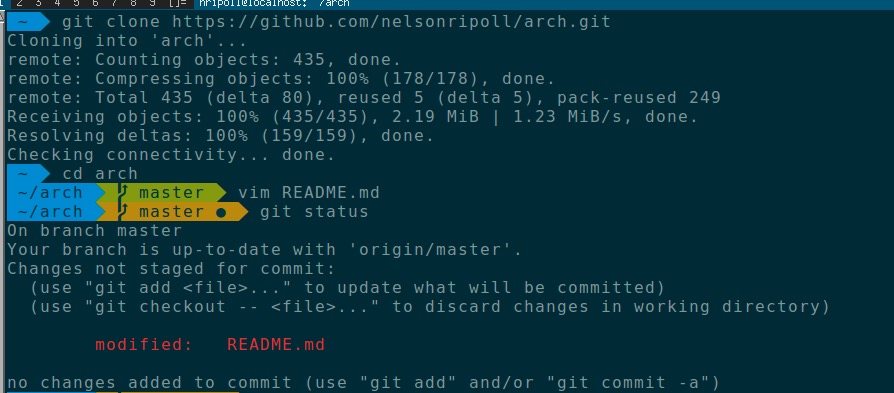 1 2 3 4 5 6 7 8 9 []= nripoll@localhost: ~/arch
~ git clone https://github.com/nelsonripoll/arch.git
Cloning into 'arch'...
remote: Counting objects: 435, done.
remote: Compressing objects: 100% (178/178), done.
remote: Total 435 (delta 80), reused 5 (delta 5), pack-reused 249
Receiving objects: 100% (435/435), 2.19 MiB | 1.23 MiB/s, done.
Resolving deltas: 100% (159/159), done.
Checking connectivity... done.
~ cd arch
~/arch master vim README.md
~/arch master ● git status
On branch master
Your branch is up-to-date with 'origin/master'.
Changes not staged for commit:
(use "git add <file>..." to update what will be committed)
(use "git checkout -- <file>..." to discard changes in working directory)
modified: README.md
no changes added to commit (use "git add" and/or "git commit -a")